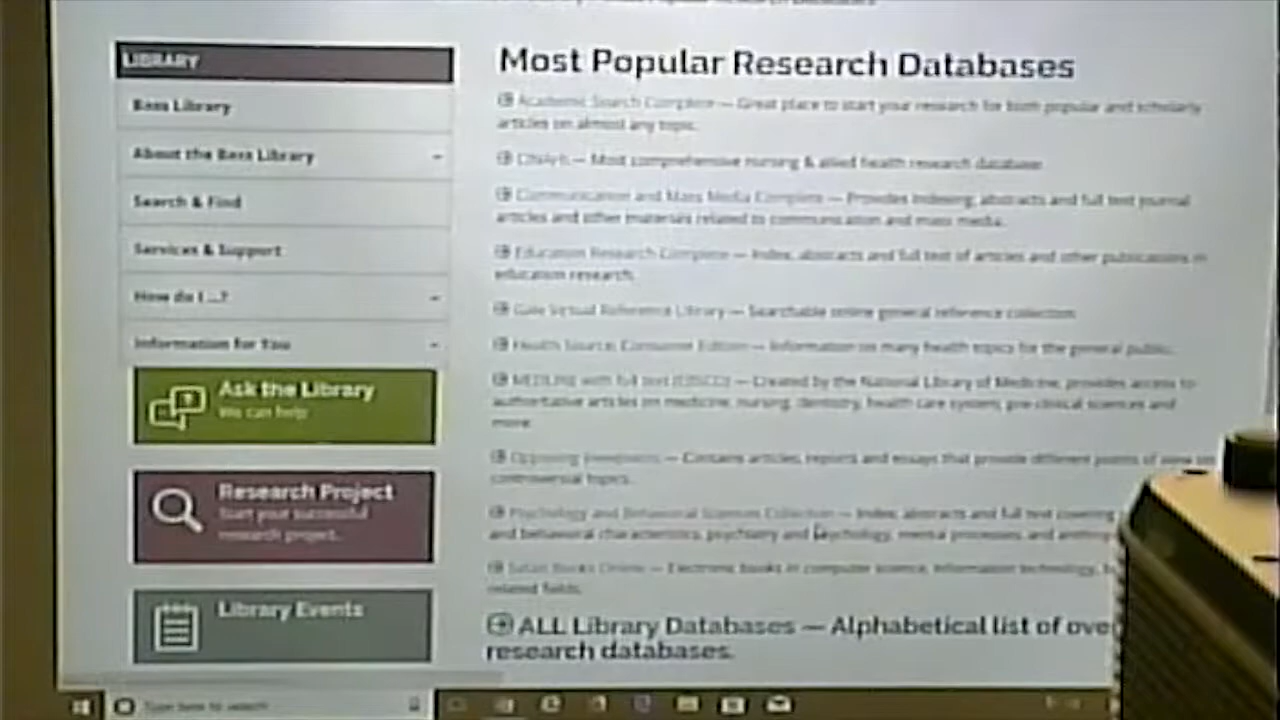 LIBRARY
Bass Library
About the Bass Library
Search & Find
Services & Support
How do I ...?
Information for You
Ask the Library
We can help
Research Project
Start your successful
research project.
Library Events
Most Popular Research Databases
Academic Search Complete — Great place to start your research for both popular and scholarly
articles on almost any topic.
CINAHL — Most comprehensive nursing & allied health research database.
Communication and Mass Media Complete — Provides indexing, abstracts and full text journal
articles and other materials related to communication and mass media.
Education Research Complete — Index, abstracts and full text of articles and other publications in
education research.
Gale Virtual Reference Library — Searchable online general reference collection.
Health Source: Consumer Edition — Information on many health topics for the general public.
MEDLINE with full text (EBSCO) — Created by the National Library of Medicine, provides access to
authoritative articles on medicine, nursing, dentistry, health care system, pre-clinical sciences and
more.
Opposing Viewpoints — Contains articles, reports and essays that provide different points of view on
controversial topics.
Psychology and Behavioral Sciences Collection — Index, abstracts and full text covering
and behavioral characteristics, psychiatry and psychology, mental processes, and
Safari Books Online — Electronic books in computer science, information technology,
related fields.
ALL Library Databases — Alphabetical list of
research databases.
Type here to search